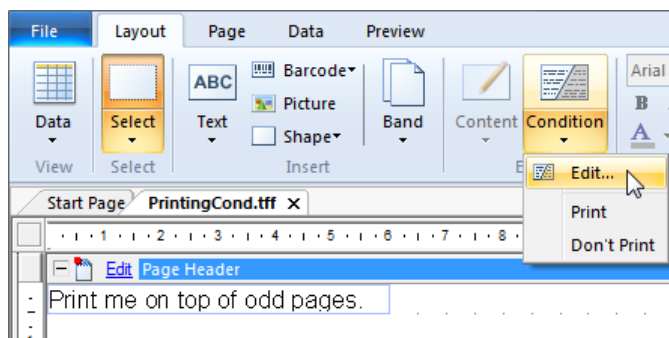 File Layout Page Data Preview
Data
Select
ABC
Text
Barcode
Picture
Shape
Band
Content
Condition
Arial
B
A
View Select Insert
Edit...
Print
Don't Print
Start Page PrintingCond.tff X
1 2 3 4 5 6 7 8
Edit Page Header
Print me on top of odd pages.